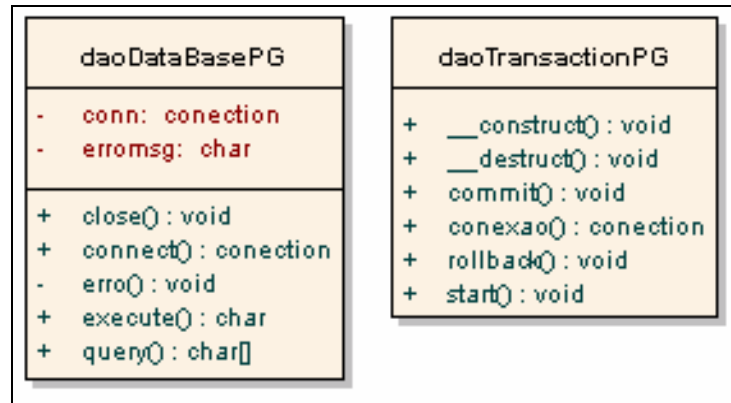 daoDataBasePG
- conn: conection
- erromsg: char
+ close() : void
+ connect() : conection
- erro() : void
+ execute() : char
+ query() : char[]
daoTransactionPG
+ __construct() : void
+ __destruct() : void
+ commit() : void
+ conexao() : conection
+ rollback() : void
+ start() : void